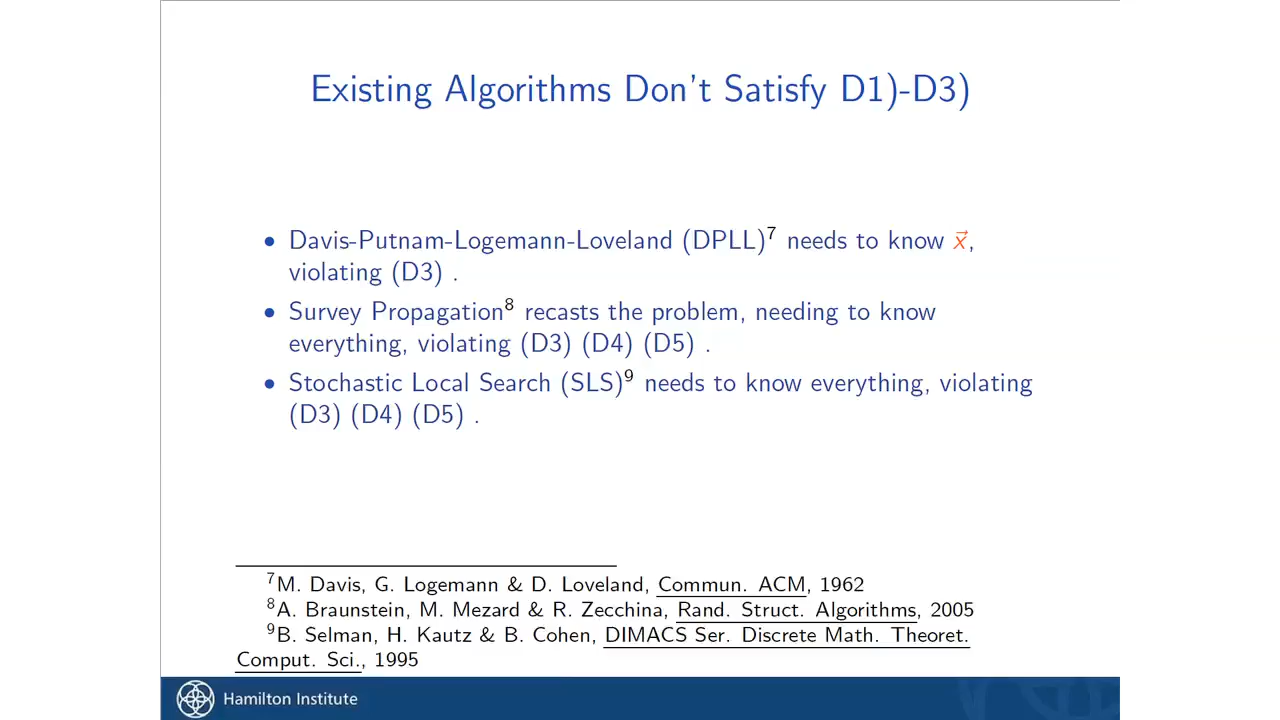 Existing Algorithms Don't Satisfy D1)-D3)
• Davis-Putnam-Logemann-Loveland (DPLL)⁷ needs to know x⃗,
violating (D3) .
• Survey Propagation⁸ recasts the problem, needing to know
everything, violating (D3) (D4) (D5) .
• Stochastic Local Search (SLS)⁹ needs to know everything, violating
(D3) (D4) (D5) .
⁷M. Davis, G. Logemann & D. Loveland, Commun. ACM, 1962
⁸A. Braunstein, M. Mezard & R. Zecchina, Rand. Struct. Algorithms, 2005
⁹B. Selman, H. Kautz & B. Cohen, DIMACS Ser. Discrete Math. Theoret.
Comput. Sci., 1995
Hamilton Institute